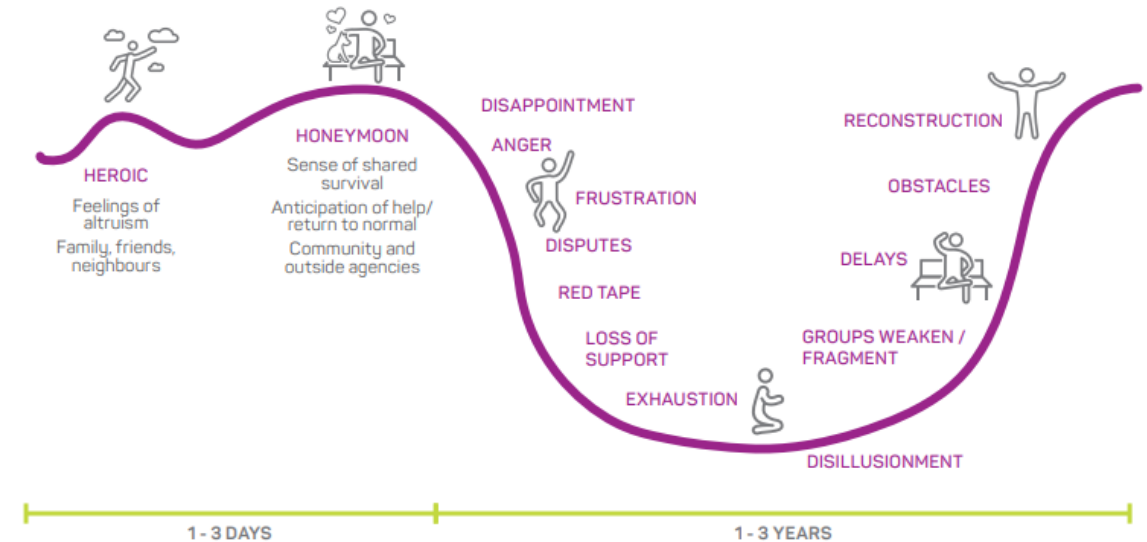 HEROIC
Feelings of
altruism
Family, friends,
neighbours
HONEYMOON
Sense of shared
survival
Anticipation of help/
return to normal
Community and
outside agencies
DISAPPOINTMENT
ANGER
FRUSTRATION
DISPUTES
RED TAPE
LOSS OF
SUPPORT
EXHAUSTION
DISILLUSIONMENT
GROUPS WEAKEN /
FRAGMENT
DELAYS
OBSTACLES
RECONSTRUCTION
1 - 3 DAYS
1 - 3 YEARS